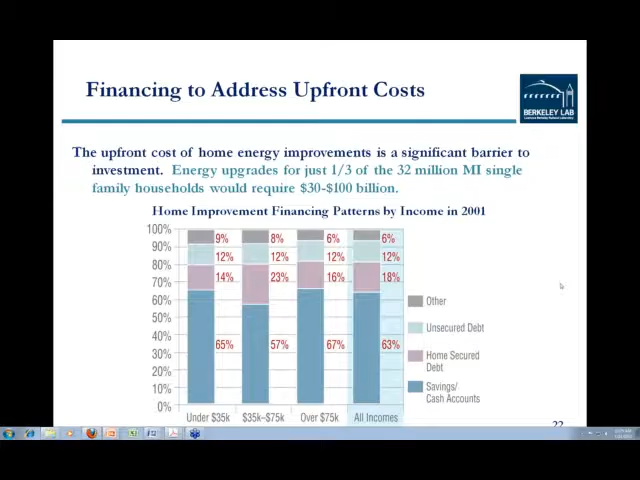 Financing to Address Upfront Costs
BERKELEY LAB
The upfront cost of home energy improvements is a significant barrier to
investment. Energy upgrades for just 1/3 of the 32 million MI single
family households would require $30-$100 billion.
Home Improvement Financing Patterns by Income in 2001
100%
90%
80%
70%
60%
50%
40%
30%
20%
10%
0%
9% 8% 6% 6%
12% 12% 12% 12%
14% 23% 16% 18%
65% 57% 67% 63%
Under $35k $35k–$75k Over $75k All Incomes
Other
Unsecured Debt
Home Secured
Debt
Savings/
Cash Accounts
22